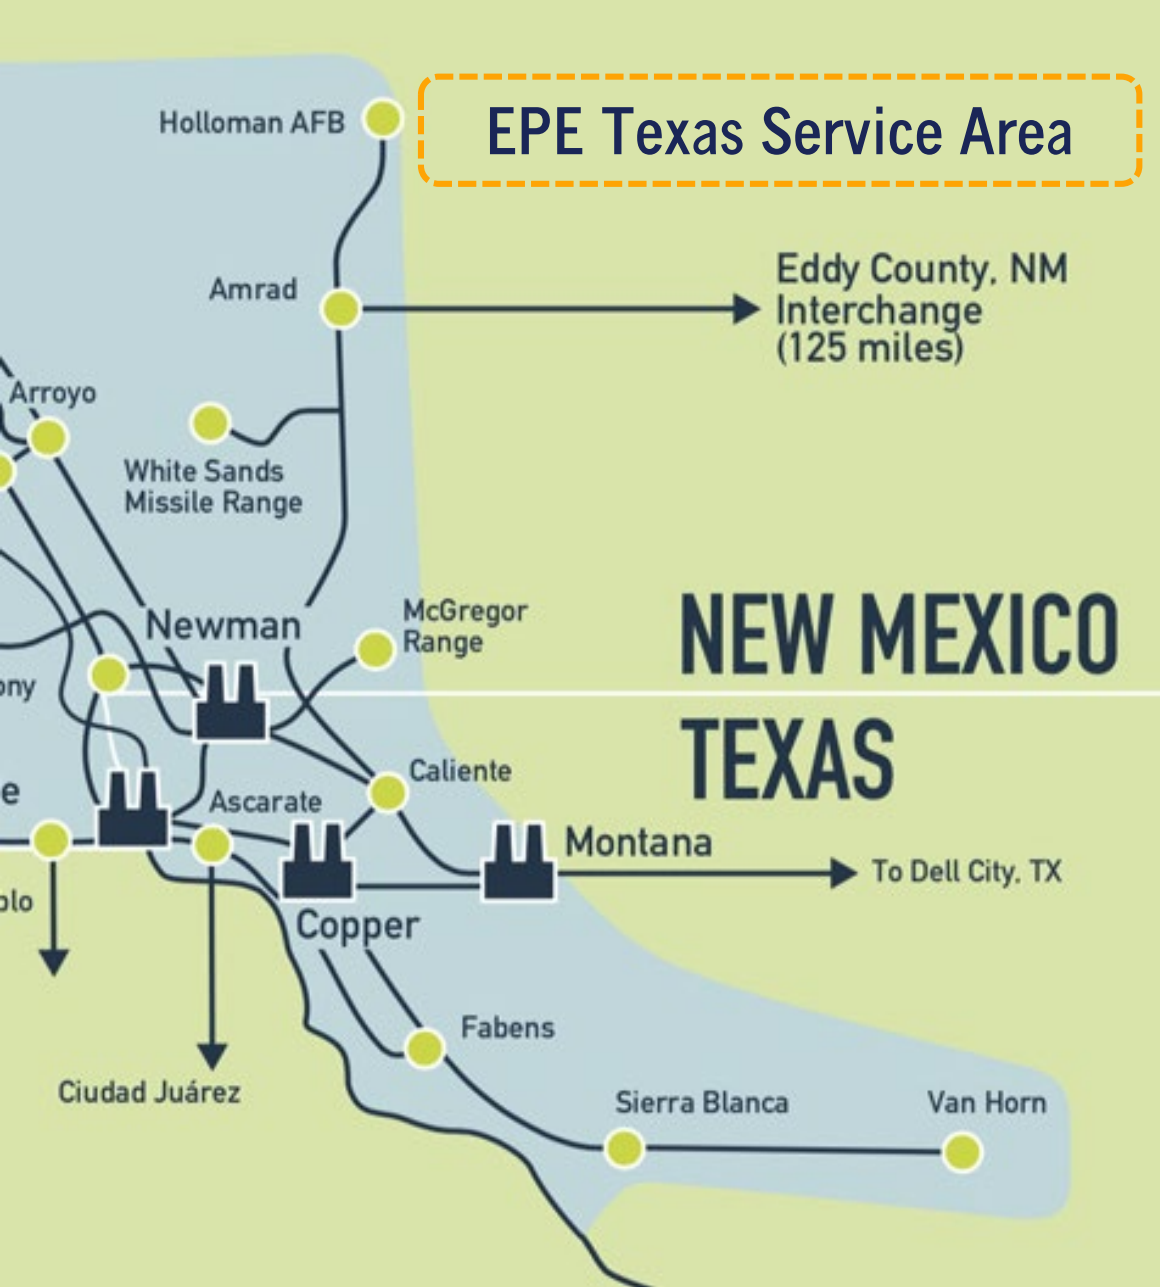 Holloman AFB
EPE Texas Service Area
Amrad
Eddy County, NM
Interchange
(125 miles)
Arroyo
White Sands
Missile Range
Newman
McGregor
Range
NEW MEXICO
TEXAS
Caliente
Ascarate
Montana
To Dell City, TX
Copper
Fabens
Ciudad Juárez
Sierra Blanca
Van Horn